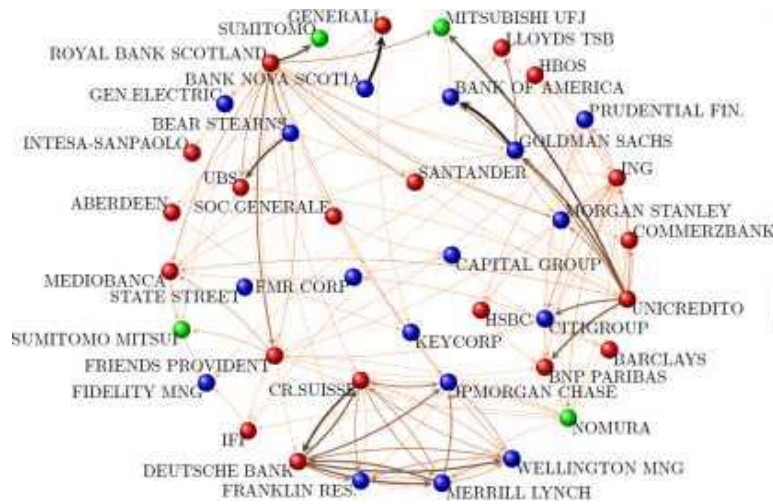 GENERALI
SUMITOMO
MITSUBISHI UFJ
LLOYDS TSB
ROYAL BANK SCOTLAND
HBOS
BANK NOVA SCOTIA
BANK OF AMERICA
GEN.ELECTRIC
PRUDENTIAL FIN.
BEAR STEARNS
GOLDMAN SACHS
INTESA-SANPAOLO
UBS
SANTANDER
ING
ABERDEEN
SOC.GENERALE
MORGAN STANLEY
COMMERZBANK
MEDIOBANCA
CAPITAL GROUP
STATE STREET
FMR CORP
UNICREDITO
HSBC
CITIGROUP
SUMITOMO MITSUI
KEYCORP
BARCLAYS
FRIENDS PROVIDENT
BNP PARIBAS
FIDELITY MNG
CR.SUISSE
JPMORGAN CHASE
NOMURA
IFI
DEUTSCHE BANK
WELLINGTON MNG
FRANKLIN RES.
MERRILL LYNCH